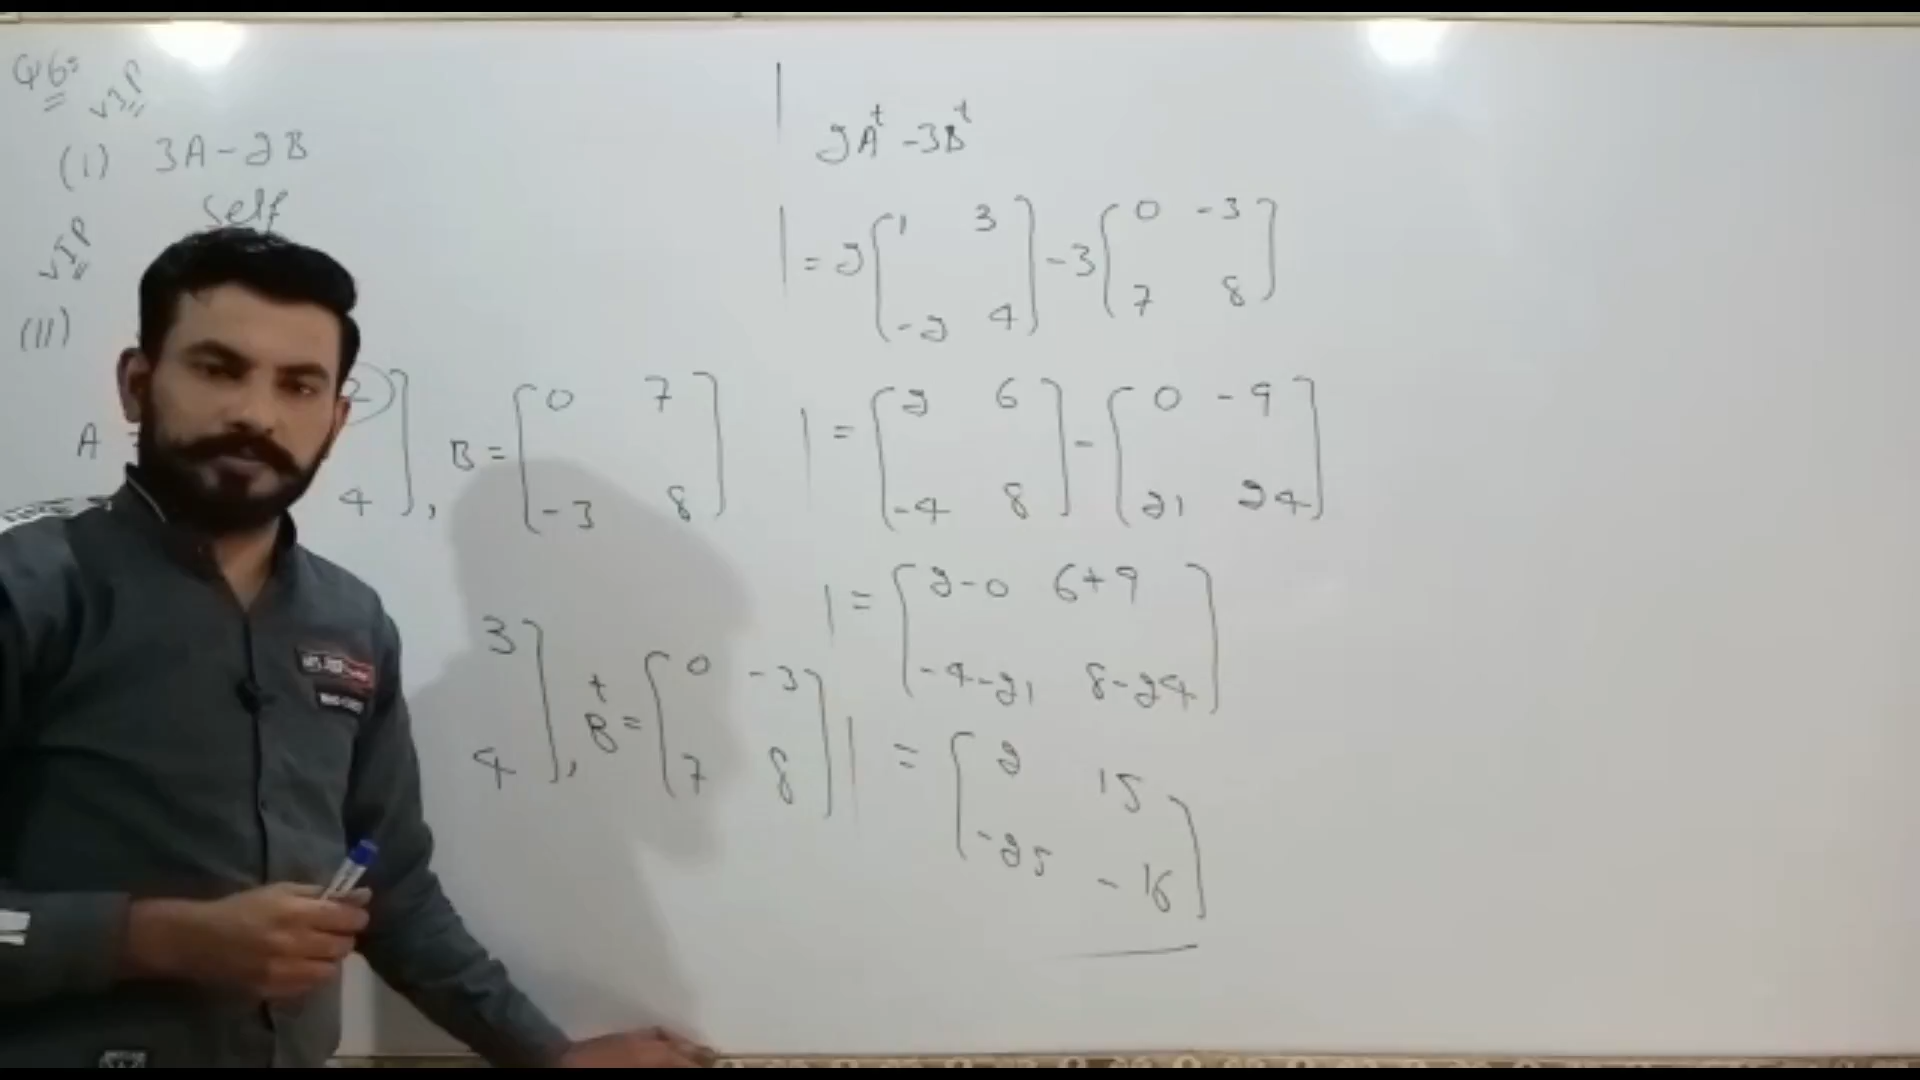 Q6:
VIP
(i) 3A-2B
Self
VIP
(ii)
A = 2
4 ,
B = [ 0 7
-3 8 ]
3
4 ,
B^t = [ 0 -3
7 8 ]
2A^t - 3B^t
= 2 [ 1 3
-2 4 ] - 3 [ 0 -3
7 8 ]
= [ 2 6
-4 8 ] - [ 0 -9
21 24 ]
= [ 2-0 6+9
-4-21 8-24 ]
= [ 2 15
-25 -16 ]